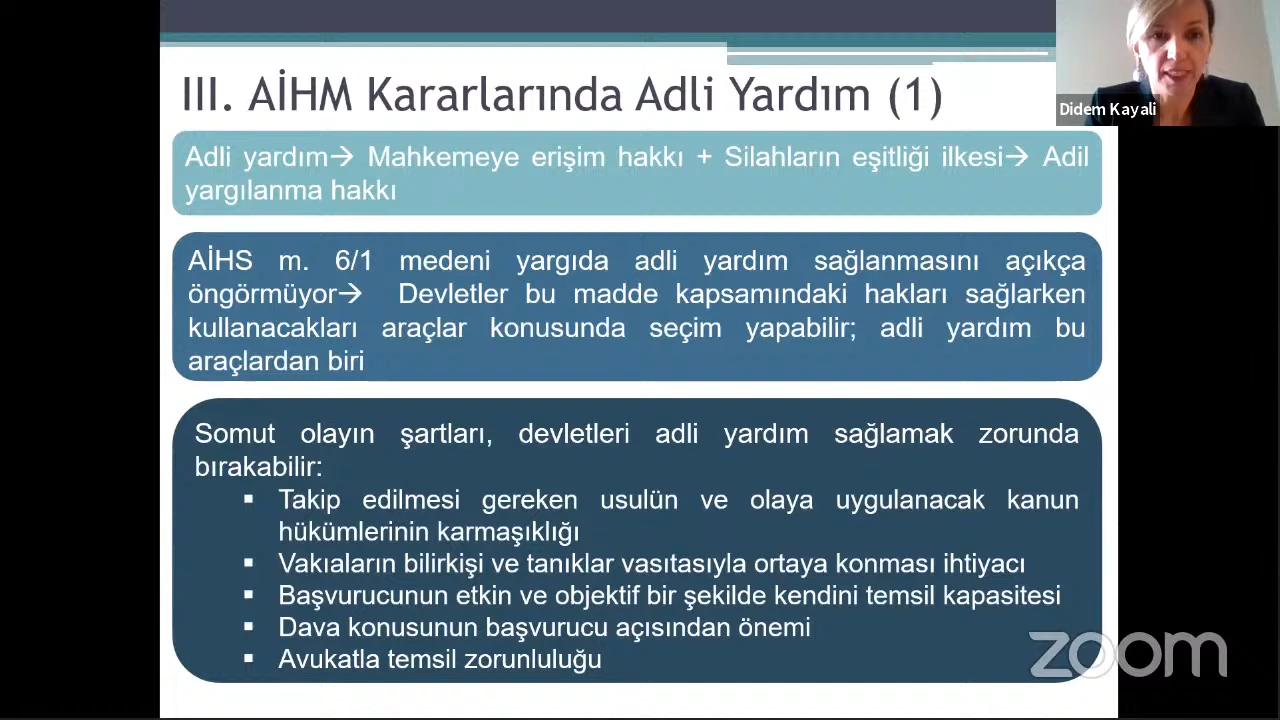 III. AİHM Kararlarında Adli Yardım (1)
Didem Kayali
Adli yardım→ Mahkemeye erişim hakkı + Silahların eşitliği ilkesi→ Adil
yargılanma hakkı
AİHS m. 6/1 medeni yargıda adli yardım sağlanmasını açıkça
öngörmüyor→ Devletler bu madde kapsamındaki hakları sağlarken
kullanacakları araçlar konusunda seçim yapabilir; adli yardım bu
araçlardan biri
Somut olayın şartları, devletleri adli yardım sağlamak zorunda
bırakabilir:
▪ Takip edilmesi gereken usulün ve olaya uygulanacak kanun
hükümlerinin karmaşıklığı
▪ Vakıaların bilirkişi ve tanıklar vasıtasıyla ortaya konması ihtiyacı
▪ Başvurucunun etkin ve objektif bir şekilde kendini temsil kapasitesi
▪ Dava konusunun başvurucu açısından önemi
▪ Avukatla temsil zorunluluğu
zoom